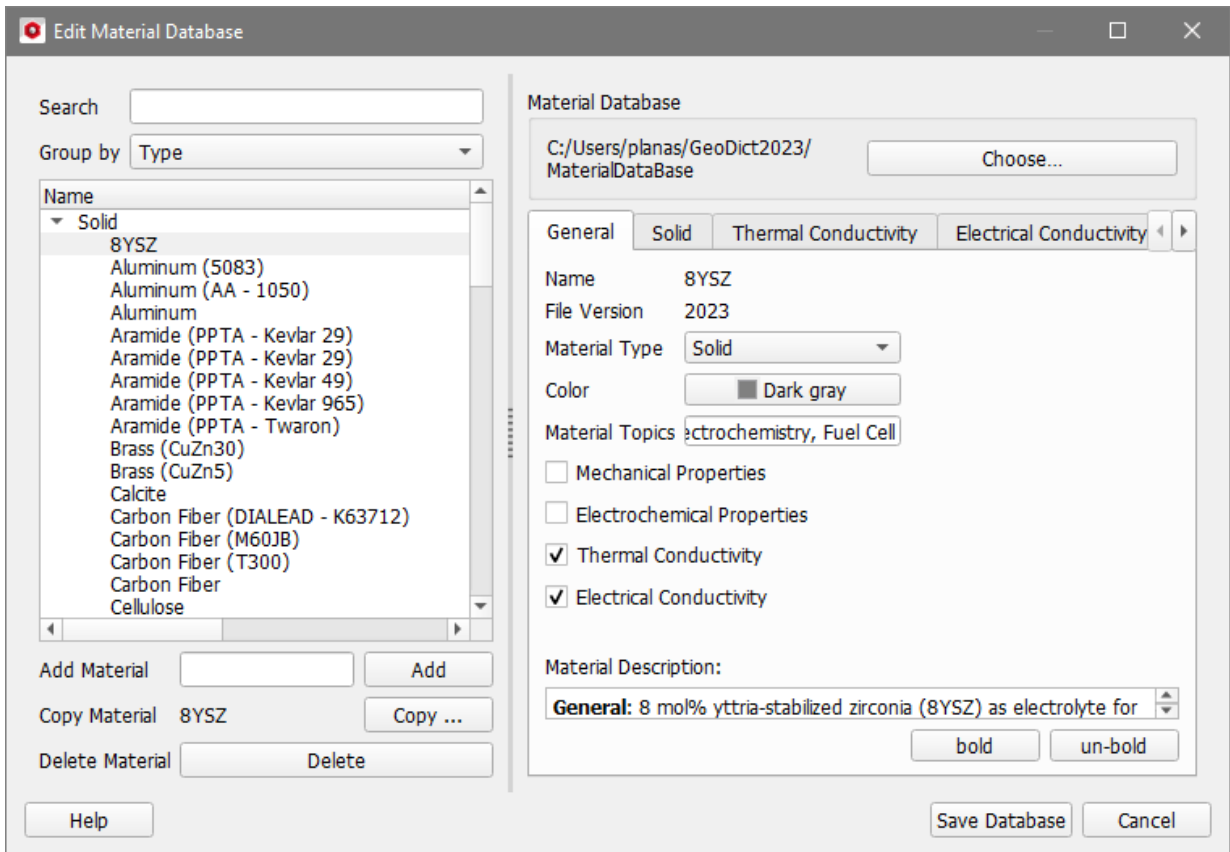 Edit Material Database
Search
Group by Type
Name
Solid
8YSZ
Aluminum (5083)
Aluminum (AA - 1050)
Aluminum
Aramide (PPTA - Kevlar 29)
Aramide (PPTA - Kevlar 29)
Aramide (PPTA - Kevlar 49)
Aramide (PPTA - Kevlar 965)
Aramide (PPTA - Twaron)
Brass (CuZn30)
Brass (CuZn5)
Calcite
Carbon Fiber (DIALEAD - K63712)
Carbon Fiber (M60JB)
Carbon Fiber (T300)
Carbon Fiber
Cellulose
Add Material Add
Copy Material 8YSZ Copy ...
Delete Material Delete
Material Database
C:/Users/planas/GeoDict2023/
MaterialDataBase
Choose...
General Solid Thermal Conductivity Electrical Conductivity
Name 8YSZ
File Version 2023
Material Type Solid
Color Dark gray
Material Topics ectrochemistry, Fuel Cell
Mechanical Properties
Electrochemical Properties
Thermal Conductivity
Electrical Conductivity
Material Description:
General: 8 mol% yttria-stabilized zirconia (8YSZ) as electrolyte for
bold un-bold
Help Save Database Cancel